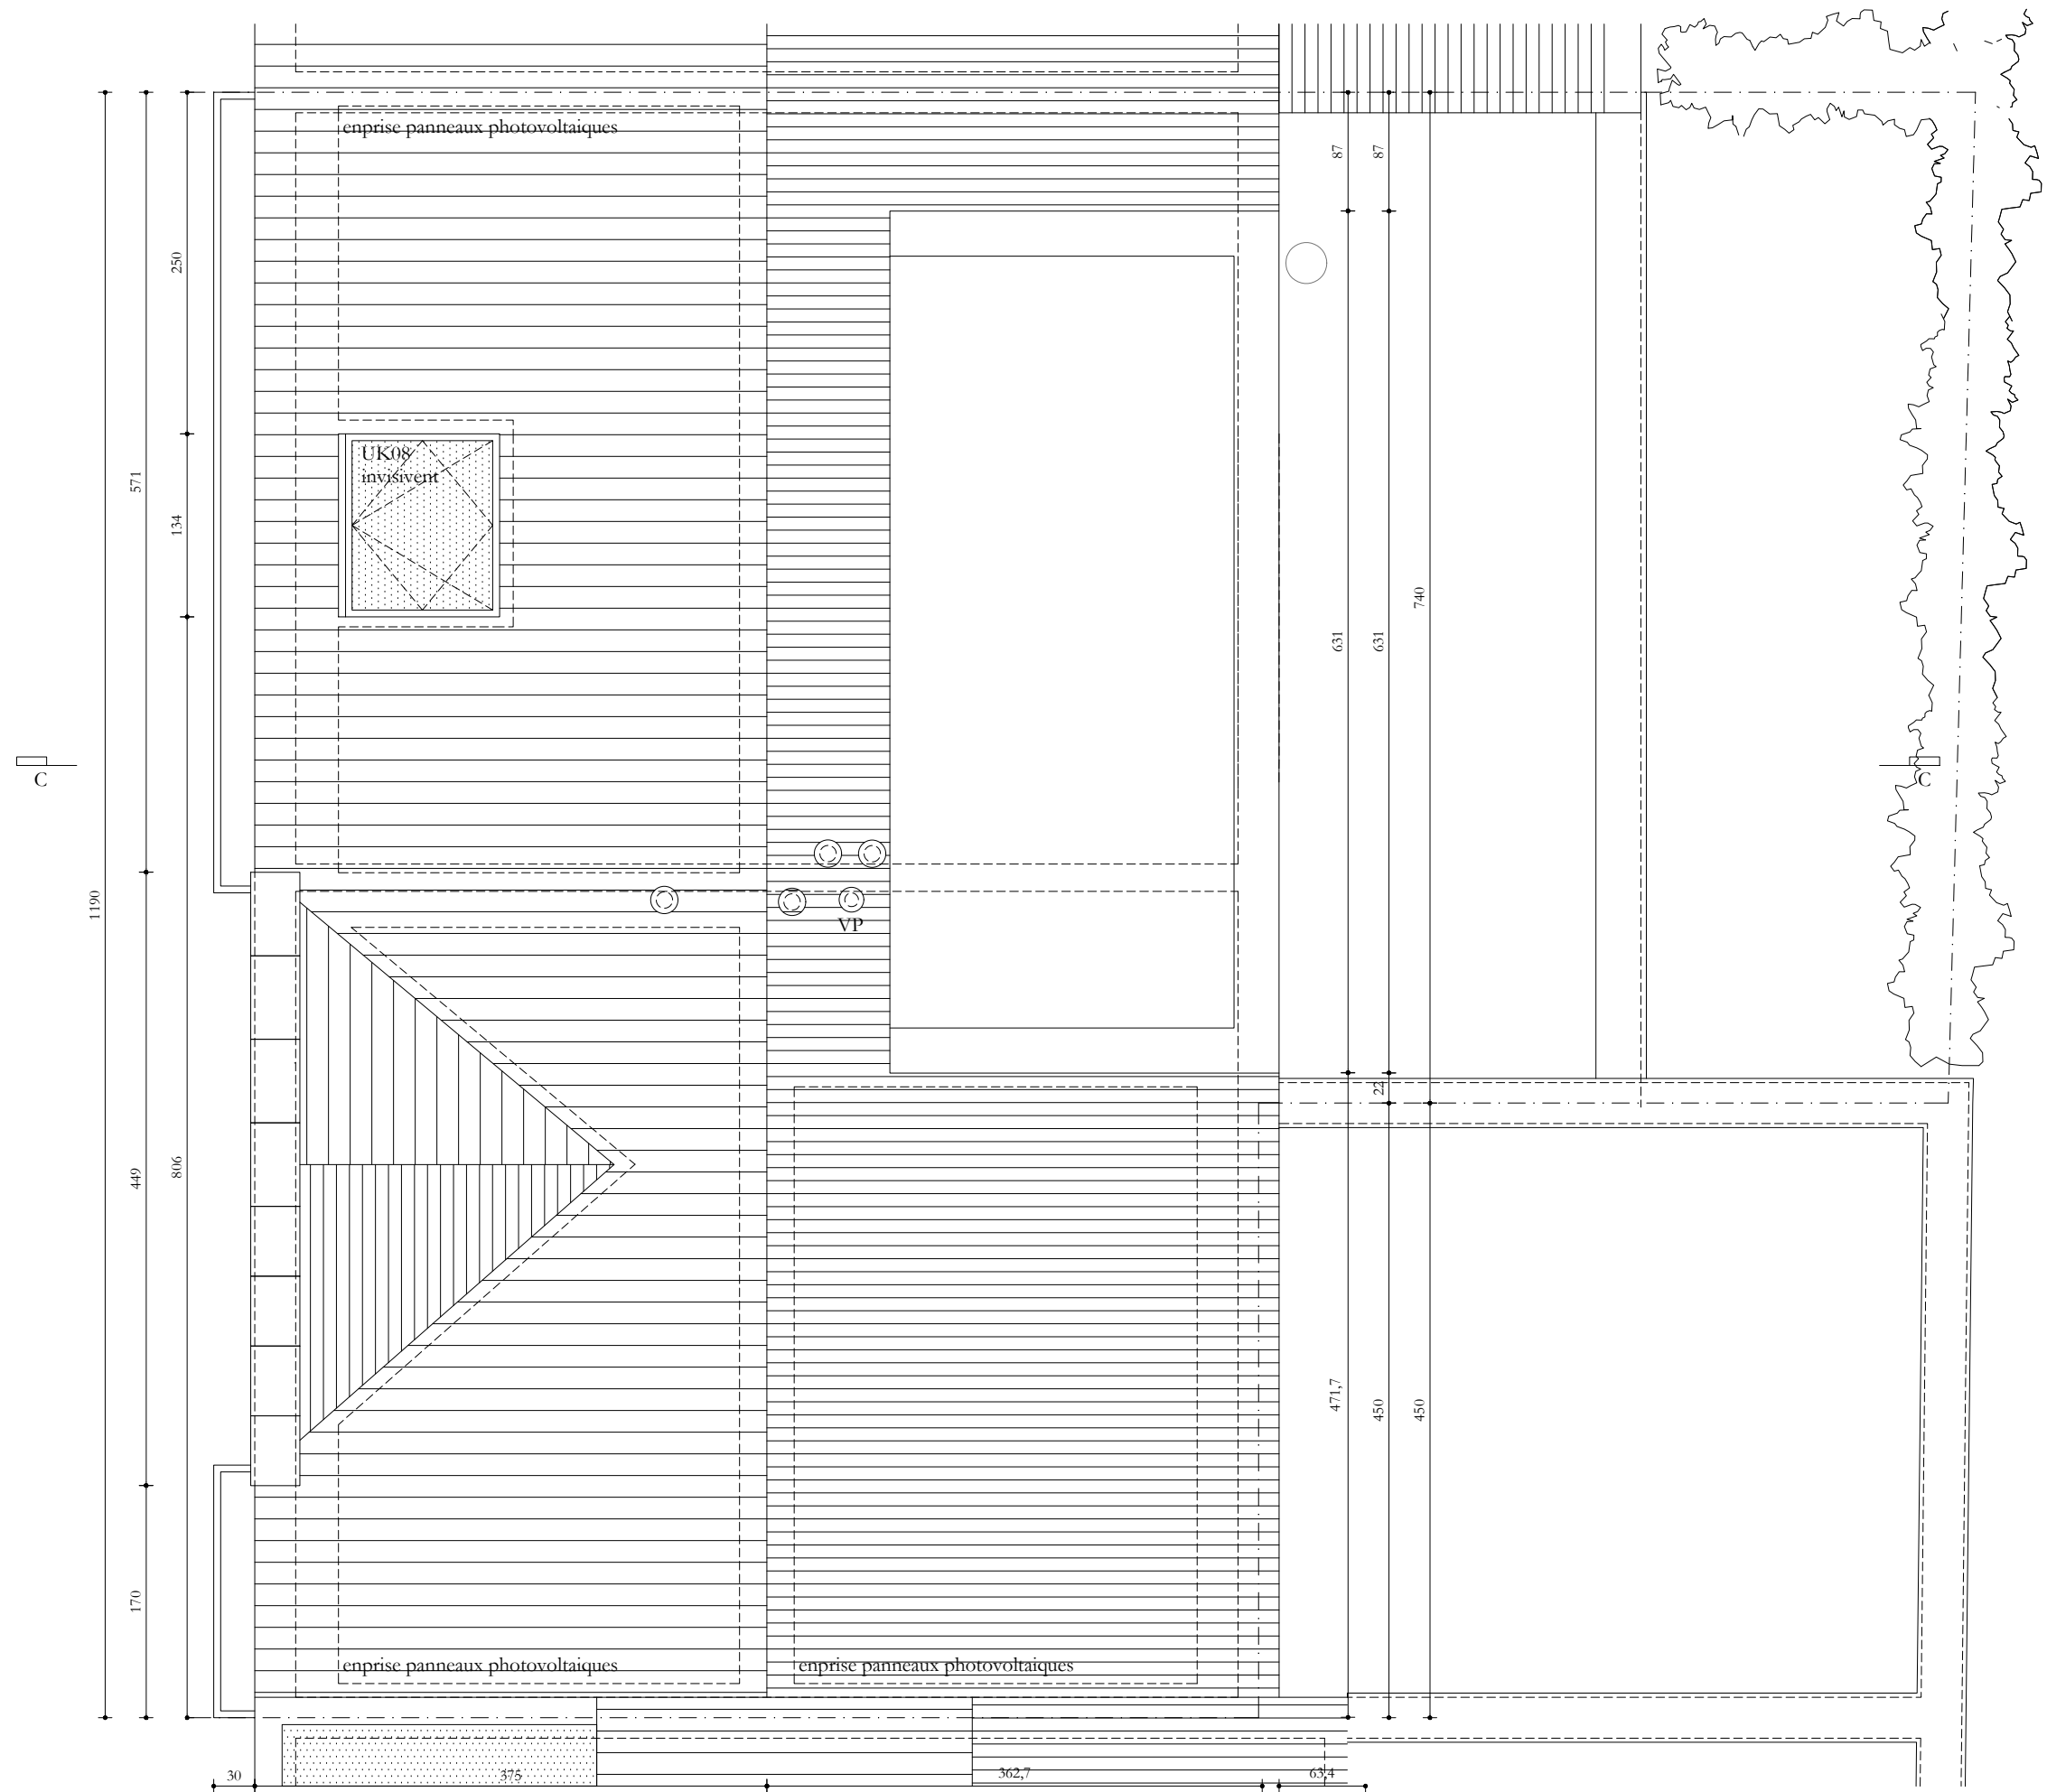 enprise panneaux photovoltaiques
87
87
250
UK08
invisivent
571
134
740
631
631
C
C
1190
VP
22
449
806
471,7
450
450
170
enprise panneaux photovoltaiques
enprise panneaux photovoltaiques
30
375
362,7
63,4